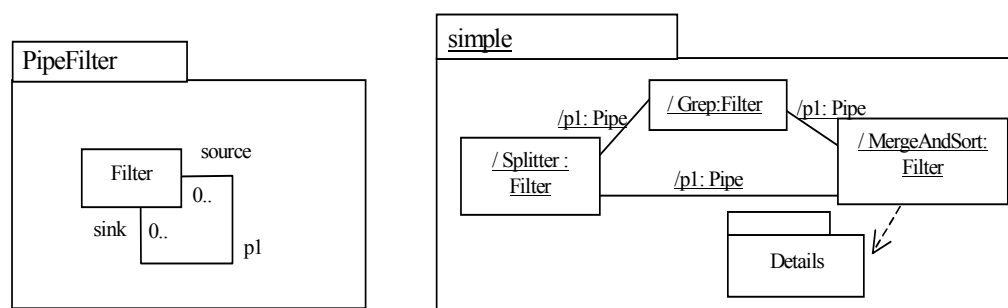 PipeFilter
source
Filter
0..
sink
0..
p1
simple
/ Grep:Filter
/p1: Pipe
/p1: Pipe
/ Splitter :
Filter
/ MergeAndSort:
Filter
/p1: Pipe
Details